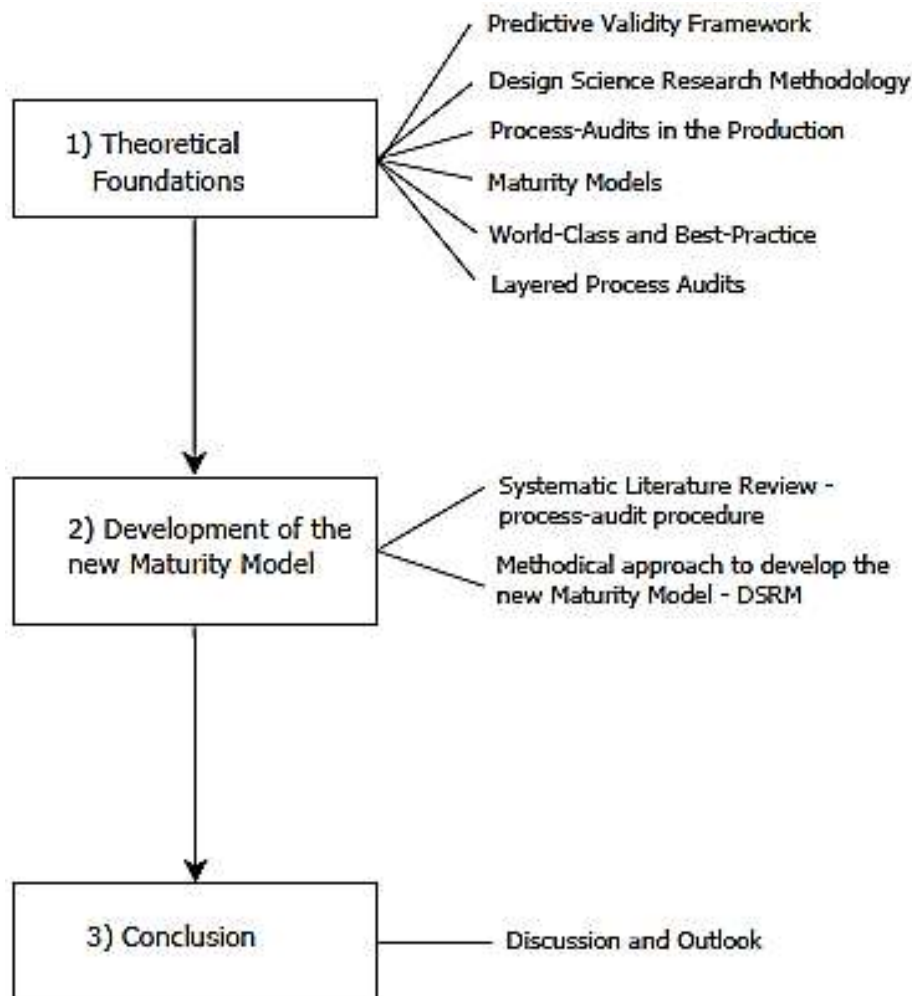 Predictive Validity Framework
Design Science Research Methodology
1) Theoretical
Foundations
Process-Audits in the Production
Maturity Models
World-Class and Best-Practice
Layered Process Audits
2) Development of the
new Maturity Model
Systematic Literature Review -
process-audit procedure
Methodical approach to develop the
new Maturity Model - DSRM
3) Conclusion
Discussion and Outlook